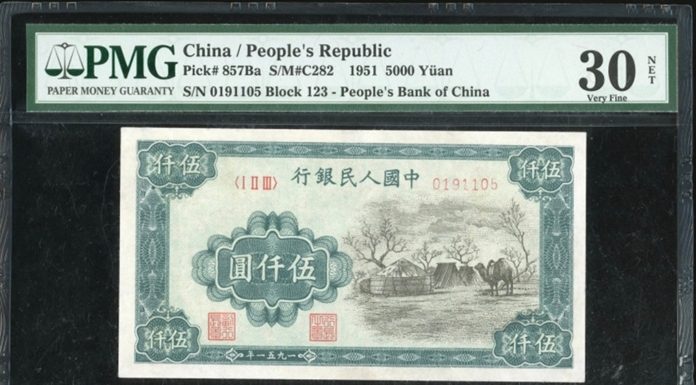 PMG
PAPER MONEY GUARANTY
China / People's Republic
Pick# 857Ba S/M#C282 1951 5000 Yüan
S/N 0191105 Block 123 - People's Bank of China
30
Very Fine
NET
伍仟
伍仟
中國人民銀行
〈I II III〉
0191105
伍仟圓
伍仟
伍仟
一九五一年